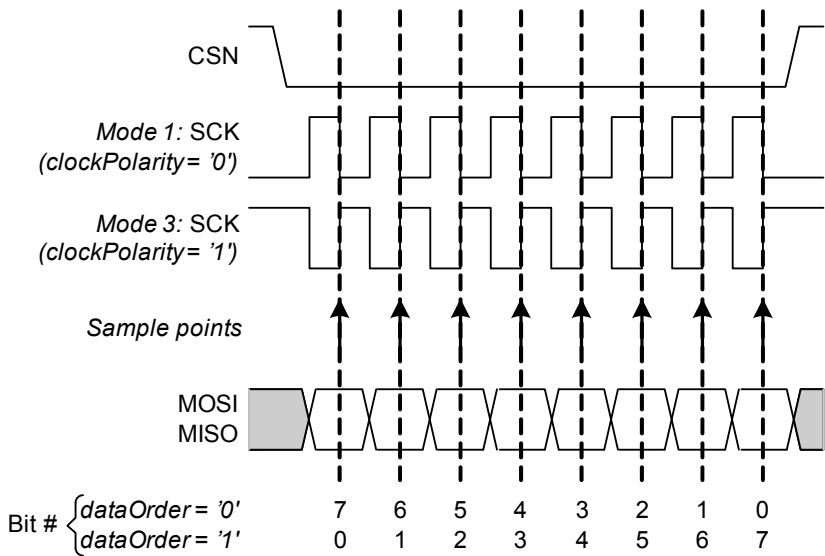 CSN
Mode 1: SCK
(clockPolarity = '0')
Mode 3: SCK
(clockPolarity = '1')
Sample points
MOSI
MISO
Bit # { dataOrder = '0' 7 6 5 4 3 2 1 0
dataOrder = '1' 0 1 2 3 4 5 6 7